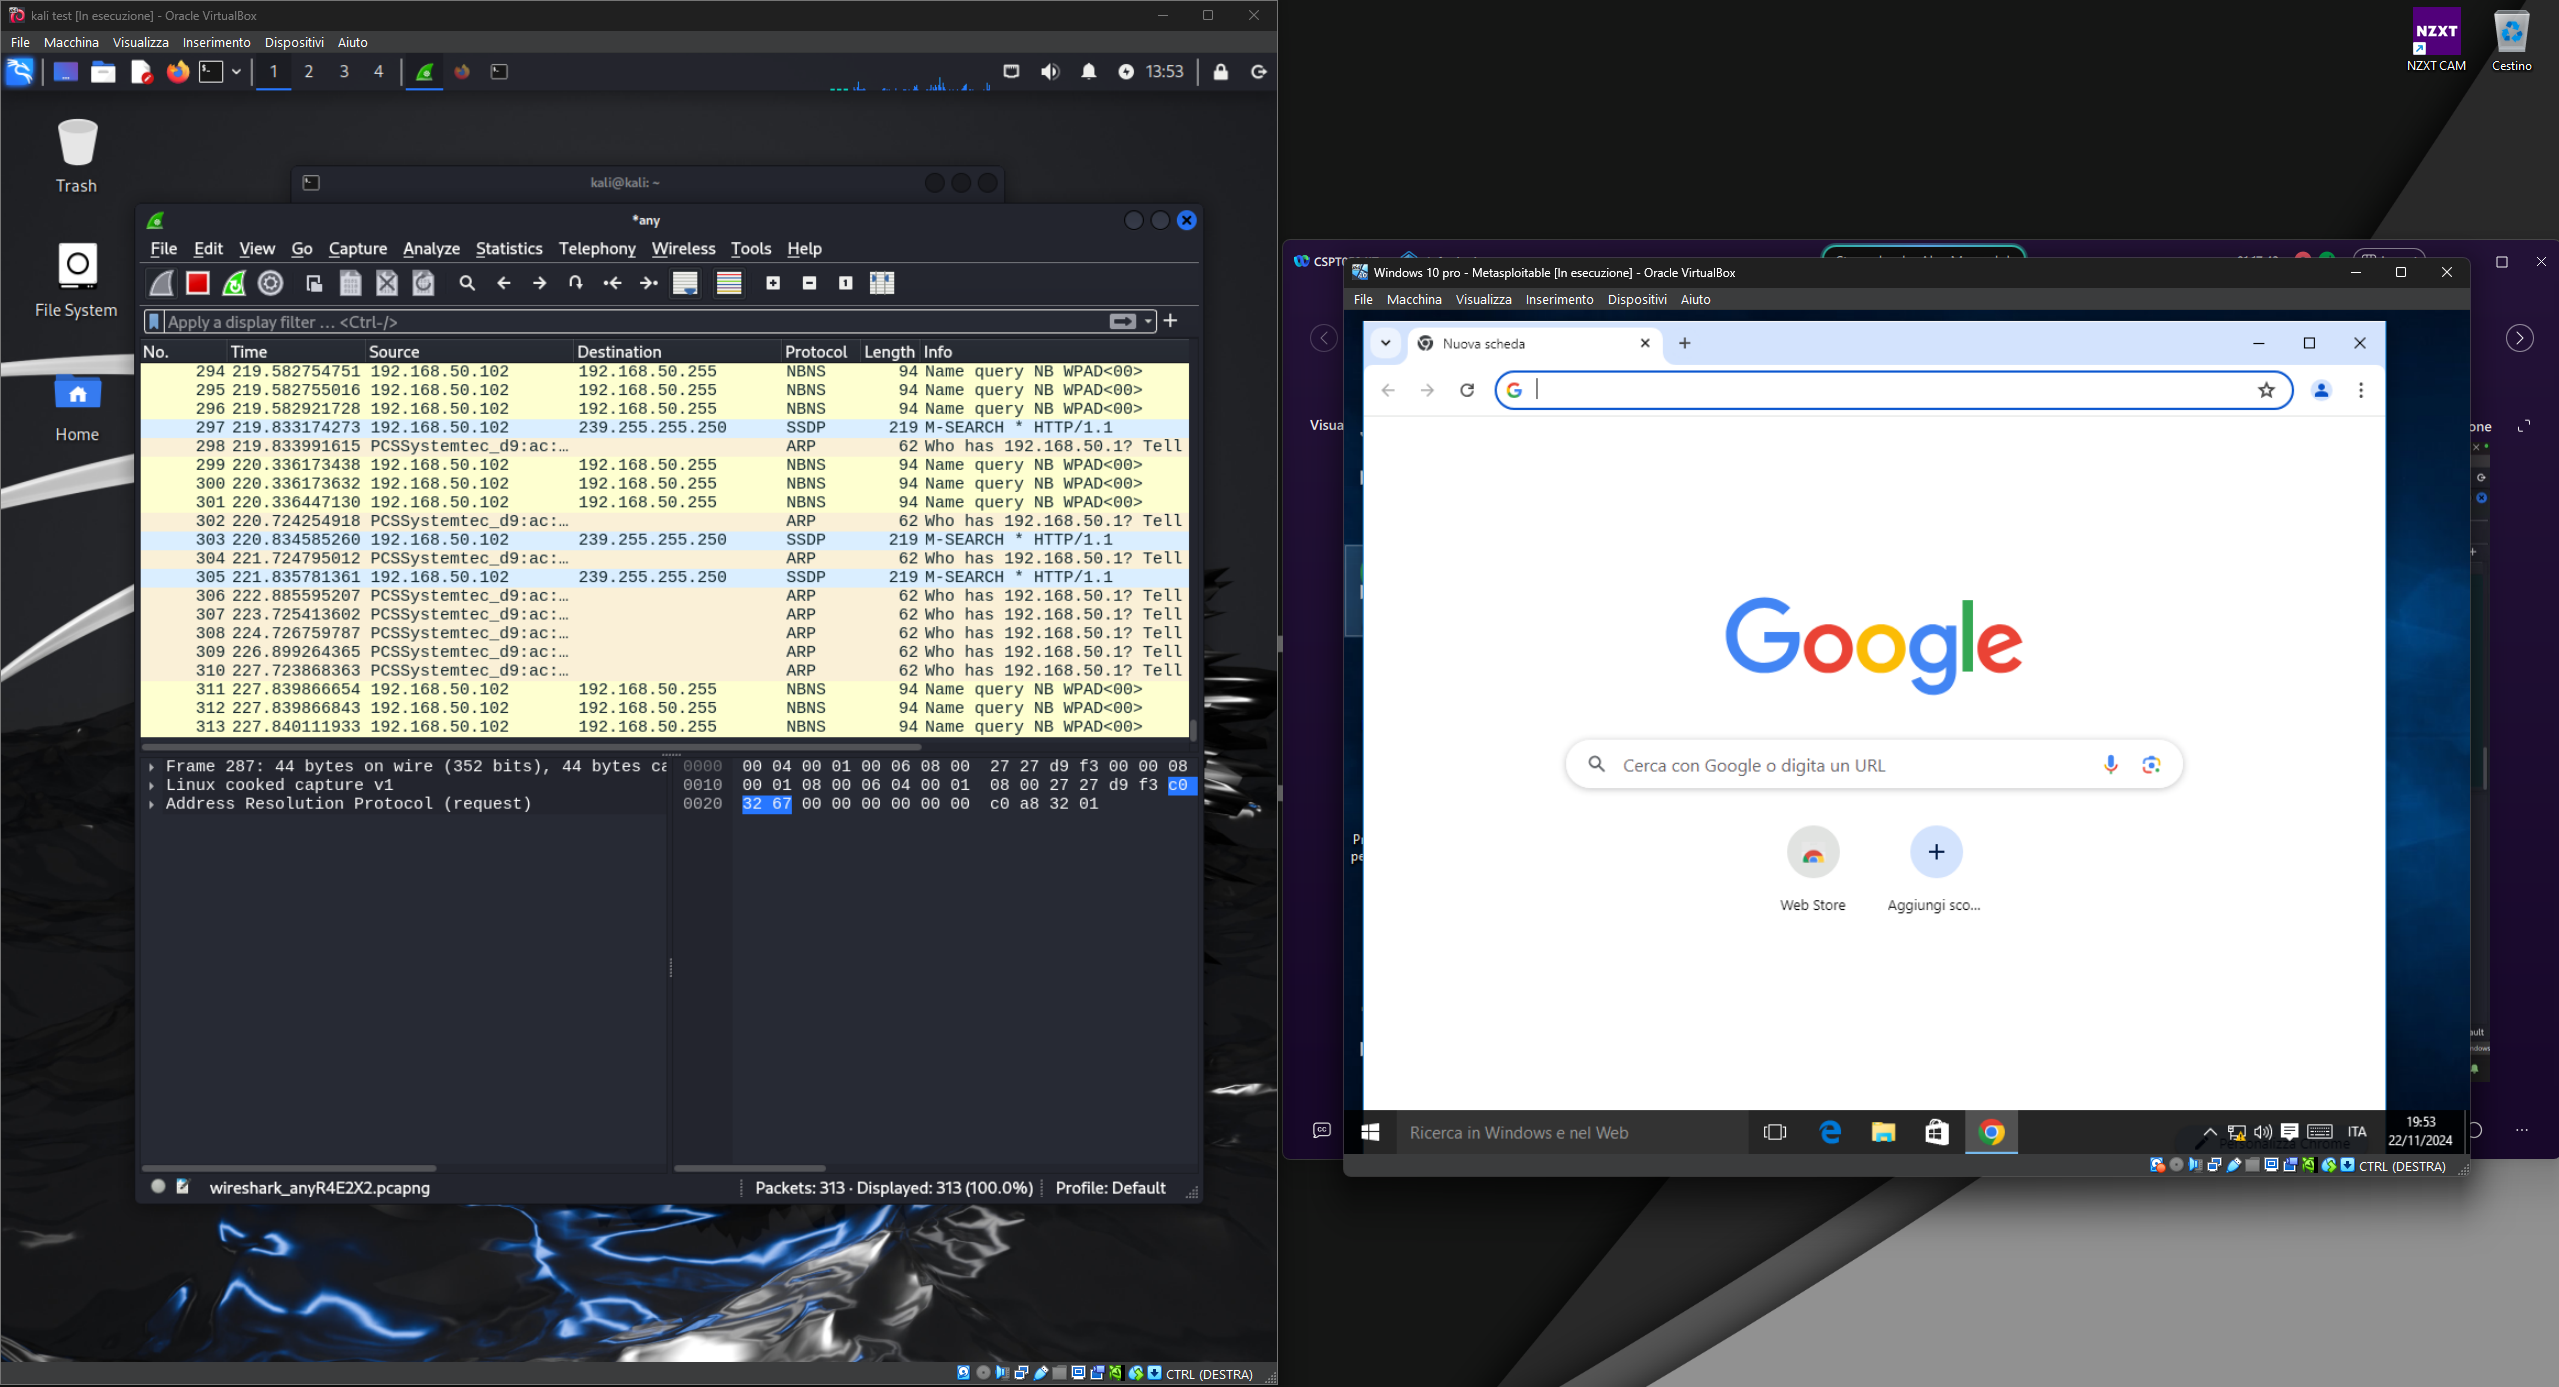 kali test [In esecuzione] - Oracle VirtualBox
File Macchina Visualizza Inserimento Dispositivi Aiuto
1 2 3 4 13:53
Trash
File System
Home
kali@kali: ~
*any
File Edit View Go Capture Analyze Statistics Telephony Wireless Tools Help
Apply a display filter … <Ctrl-/>
No. Time Source Destination Protocol Length Info
294 219.582754751 192.168.50.102 192.168.50.255 NBNS 94 Name query NB WPAD<00>
295 219.582755016 192.168.50.102 192.168.50.255 NBNS 94 Name query NB WPAD<00>
296 219.582921728 192.168.50.102 192.168.50.255 NBNS 94 Name query NB WPAD<00>
297 219.833174273 192.168.50.102 239.255.255.250 SSDP 219 M-SEARCH * HTTP/1.1
298 219.833991615 PCSSystemtec_d9:ac:… ARP 62 Who has 192.168.50.1? Tell
299 220.336173438 192.168.50.102 192.168.50.255 NBNS 94 Name query NB WPAD<00>
300 220.336173632 192.168.50.102 192.168.50.255 NBNS 94 Name query NB WPAD<00>
301 220.336447130 192.168.50.102 192.168.50.255 NBNS 94 Name query NB WPAD<00>
302 220.724254918 PCSSystemtec_d9:ac:… ARP 62 Who has 192.168.50.1? Tell
303 220.834585260 192.168.50.102 239.255.255.250 SSDP 219 M-SEARCH * HTTP/1.1
304 221.724795012 PCSSystemtec_d9:ac:… ARP 62 Who has 192.168.50.1? Tell
305 221.835781361 192.168.50.102 239.255.255.250 SSDP 219 M-SEARCH * HTTP/1.1
306 222.885595207 PCSSystemtec_d9:ac:… ARP 62 Who has 192.168.50.1? Tell
307 223.725413602 PCSSystemtec_d9:ac:… ARP 62 Who has 192.168.50.1? Tell
308 224.726759787 PCSSystemtec_d9:ac:… ARP 62 Who has 192.168.50.1? Tell
309 226.899264365 PCSSystemtec_d9:ac:… ARP 62 Who has 192.168.50.1? Tell
310 227.723868363 PCSSystemtec_d9:ac:… ARP 62 Who has 192.168.50.1? Tell
311 227.839866654 192.168.50.102 192.168.50.255 NBNS 94 Name query NB WPAD<00>
312 227.839866843 192.168.50.102 192.168.50.255 NBNS 94 Name query NB WPAD<00>
313 227.840111933 192.168.50.102 192.168.50.255 NBNS 94 Name query NB WPAD<00>
Frame 287: 44 bytes on wire (352 bits), 44 bytes ca
Linux cooked capture v1
Address Resolution Protocol (request)
0000 00 04 00 01 00 06 08 00 27 27 d9 f3 00 00 08
0010 00 01 08 00 06 04 00 01 08 00 27 27 d9 f3 c0
0020 32 67 00 00 00 00 00 00 c0 a8 32 01
wireshark_anyR4E2X2.pcapng
Packets: 313 · Displayed: 313 (100.0%)
Profile: Default
CTRL (DESTRA)
NZXT
NZXT CAM
Cestino
Visua
one
Windows 10 pro - Metasploitable [In esecuzione] - Oracle VirtualBox
File Macchina Visualizza Inserimento Dispositivi Aiuto
Nuova scheda
Google
Cerca con Google o digita un URL
Web Store
Aggiungi sco...
Ricerca in Windows e nel Web
ITA
19:53
22/11/2024
CTRL (DESTRA)